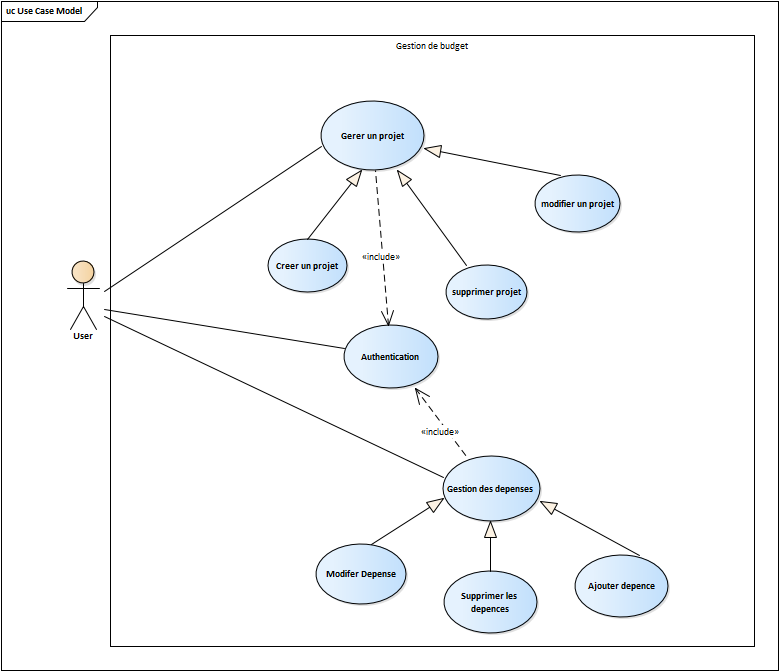 uc Use Case Model
Gestion de budget
Gerer un projet
modifier un projet
«include»
Creer un projet
supprimer projet
User
Authentication
«include»
Gestion des depenses
Modifer Depense
Supprimer les
depences
Ajouter depence